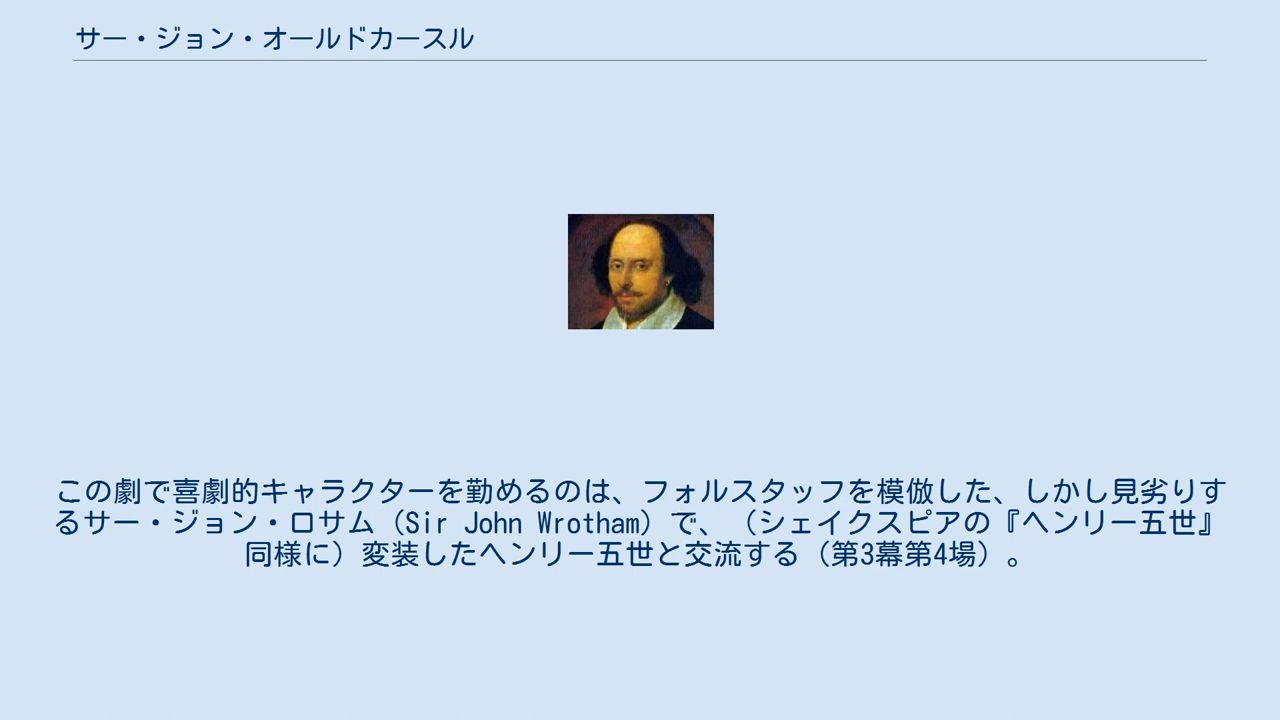 サー・ジョン・オールドカースル
この劇で喜劇的キャラクターを勤めるのは、フォルスタッフを模倣した、しかし見劣りす
るサー・ジョン・ロサム（Sir John Wrotham）で、（シェイクスピアの『ヘンリー五世』
同様に）変装したヘンリー五世と交流する（第3幕第4場）。